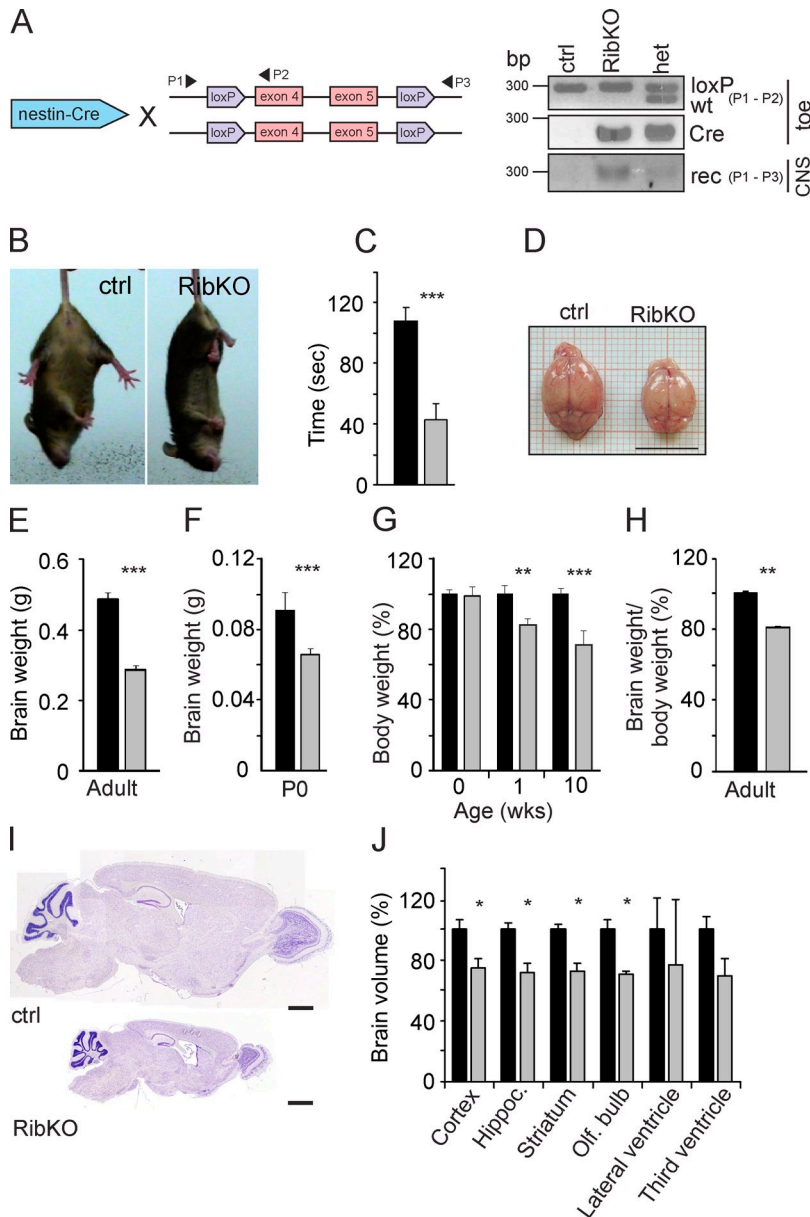 A
nestin-Cre
X
P1
P2
P3
loxP exon 4 exon 5 loxP
loxP exon 4 exon 5 loxP
bp ctrl RibKO het
300 loxP
wt (P1 - P2)
300
Cre
toe
300
rec (P1 - P3)
CNS
B
ctrl RibKO
C
Time (sec)
120
80
40
0
***
D
ctrl RibKO
E
Brain weight (g)
0.6
0.4
0.2
0
***
Adult
F
Brain weight (g)
0.12
0.08
0.04
0
***
P0
G
Body weight (%)
120
80
40
0
** ***
0 1 10
Age (wks)
H
Brain weight/
body weight (%)
120
80
40
0
**
Adult
I
ctrl
RibKO
J
Brain volume (%)
120
80
40
0
* * * *
Cortex
Hippoc.
Striatum
Olf. bulb
Lateral ventricle
Third ventricle